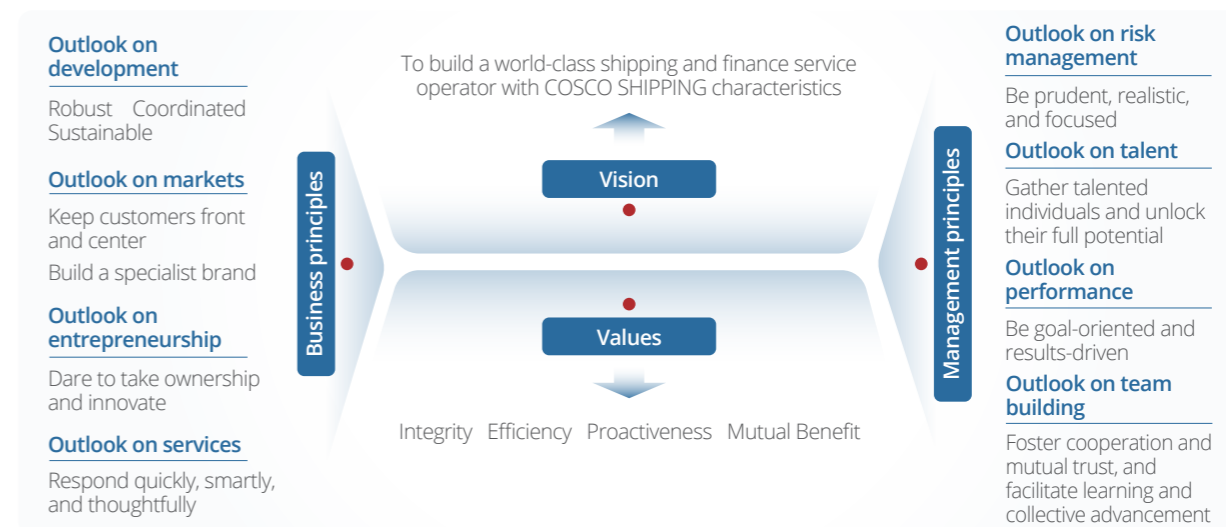 Outlook on
development
Robust Coordinated
Sustainable
Outlook on markets
Keep customers front
and center
Build a specialist brand
Outlook on
entrepreneurship
Dare to take ownership
and innovate
Outlook on services
Respond quickly, smartly,
and thoughtfully
Business principles
To build a world-class shipping and finance service
operator with COSCO SHIPPING characteristics
Vision
Values
Integrity Efficiency Proactiveness Mutual Benefit
Management principles
Outlook on risk
management
Be prudent, realistic,
and focused
Outlook on talent
Gather talented
individuals and unlock
their full potential
Outlook on
performance
Be goal-oriented and
results-driven
Outlook on team
building
Foster cooperation and
mutual trust, and
facilitate learning and
collective advancement